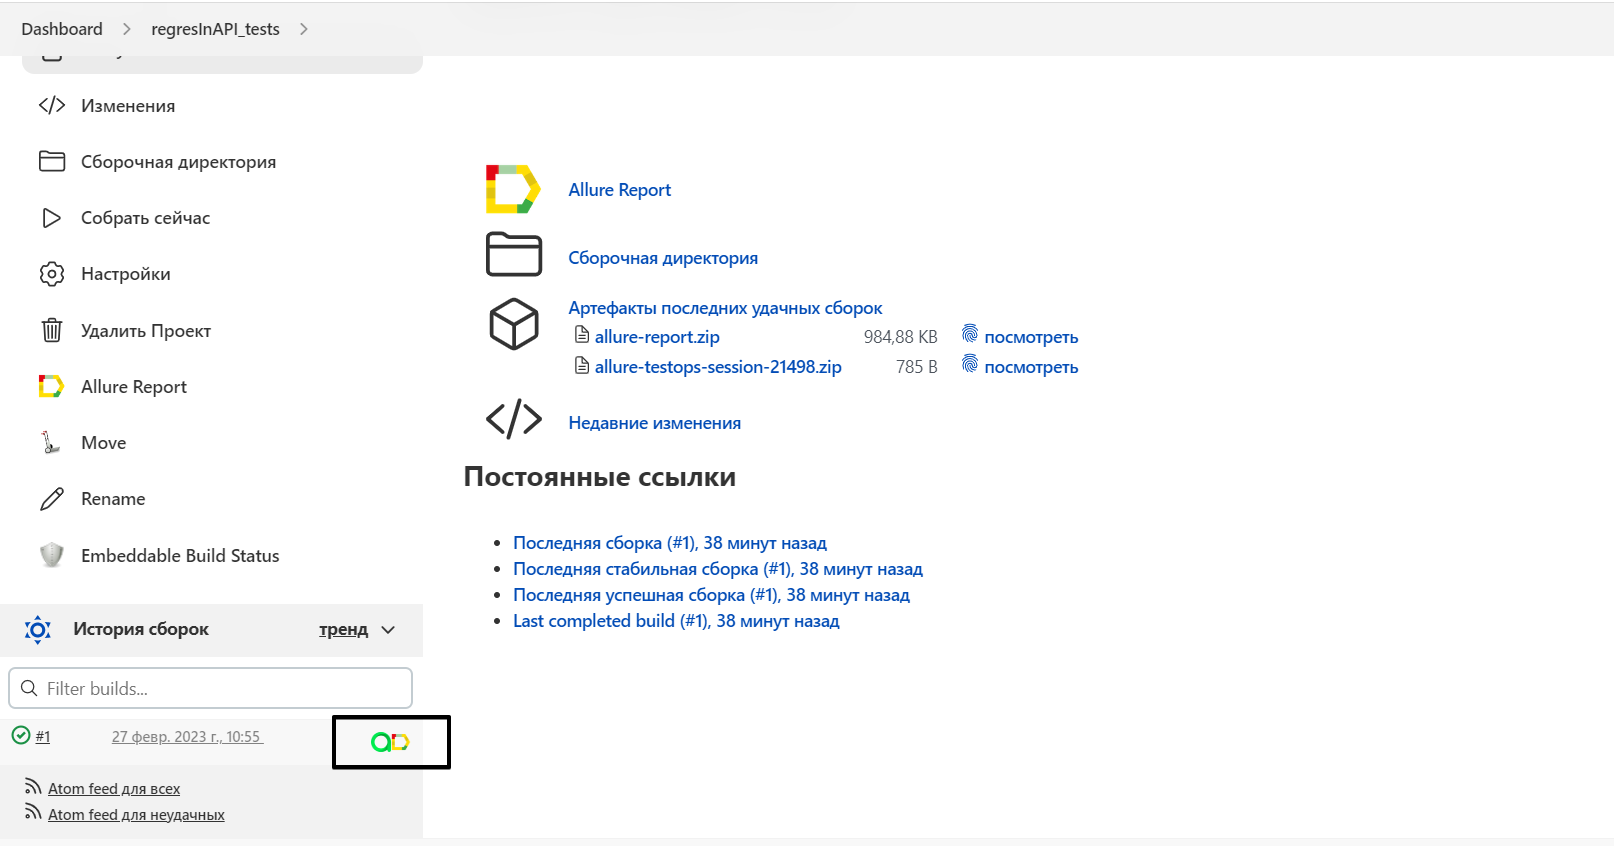 Dashboard > regresInAPI_tests >
Изменения
Сборочная директория
Собрать сейчас
Настройки
Удалить Проект
Allure Report
Move
Rename
Embeddable Build Status
История сборок тренд
Filter builds...
#1 27 февр. 2023 г., 10:55
Atom feed для всех
Atom feed для неудачных
Allure Report
Сборочная директория
Артефакты последних удачных сборок
allure-report.zip 984,88 KB посмотреть
allure-testops-session-21498.zip 785 B посмотреть
Недавние изменения
Постоянные ссылки
Последняя сборка (#1), 38 минут назад
Последняя стабильная сборка (#1), 38 минут назад
Последняя успешная сборка (#1), 38 минут назад
Last completed build (#1), 38 минут назад